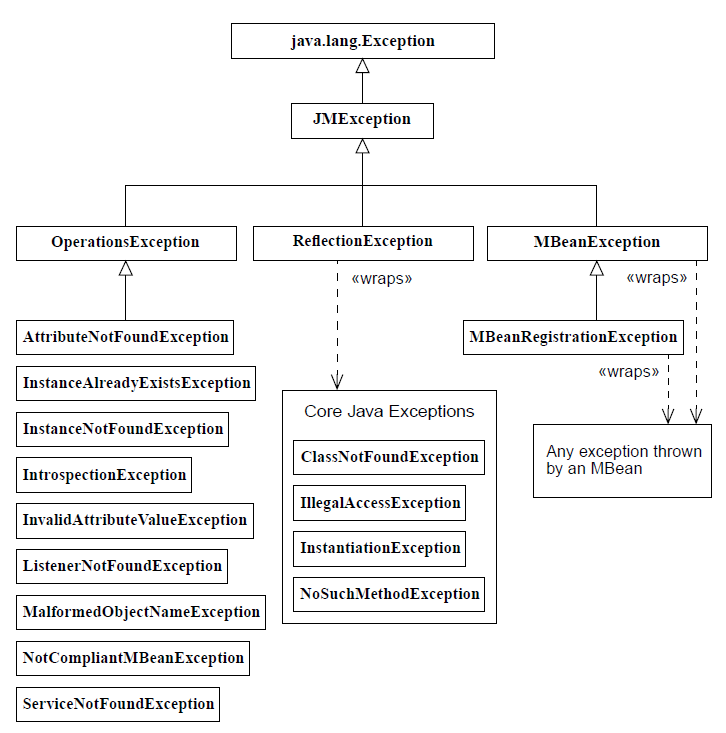 java.lang.Exception
JMException
OperationsException
ReflectionException
MBeanException
«wraps»
«wraps»
AttributeNotFoundException
InstanceAlreadyExistsException
InstanceNotFoundException
IntrospectionException
InvalidAttributeValueException
ListenerNotFoundException
MalformedObjectNameException
NotCompliantMBeanException
ServiceNotFoundException
Core Java Exceptions
ClassNotFoundException
IllegalAccessException
InstantiationException
NoSuchMethodException
MBeanRegistrationException
«wraps»
Any exception thrown
by an MBean